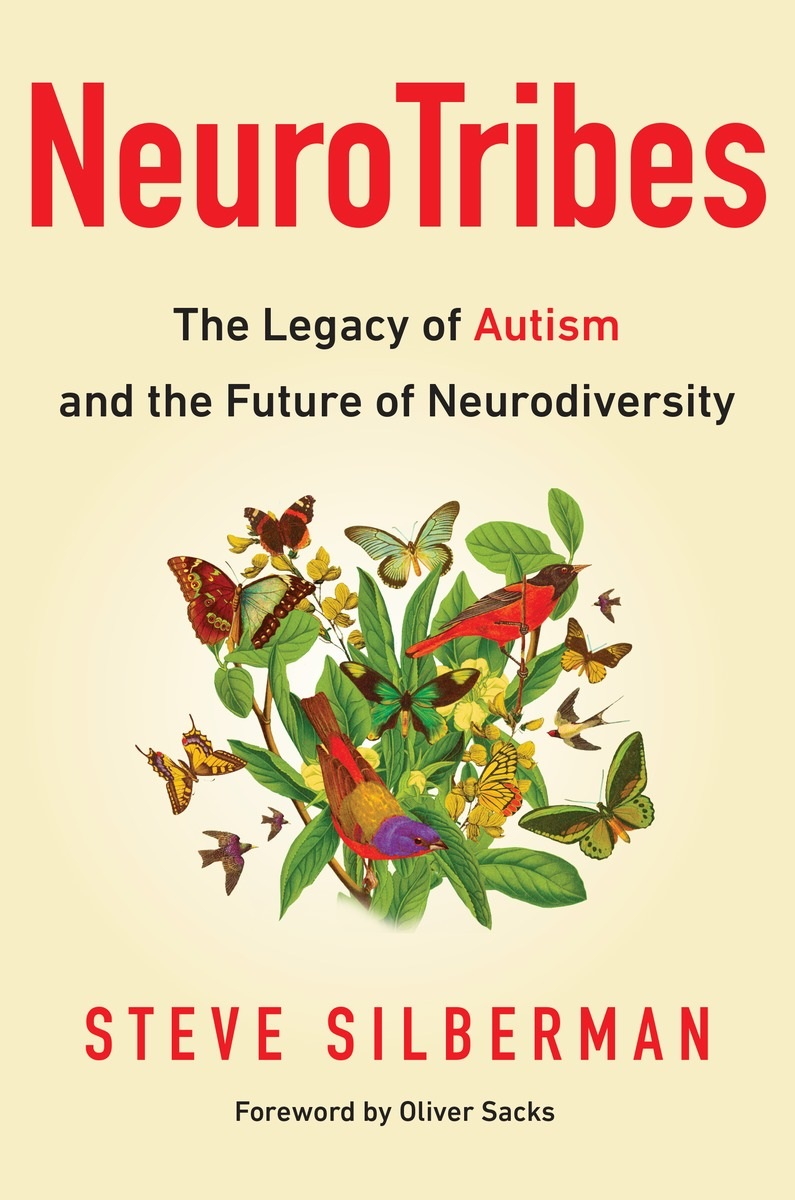 NeuroTribes
The Legacy of Autism
and the Future of Neurodiversity
STEVE SILBERMAN
Foreword by Oliver Sacks